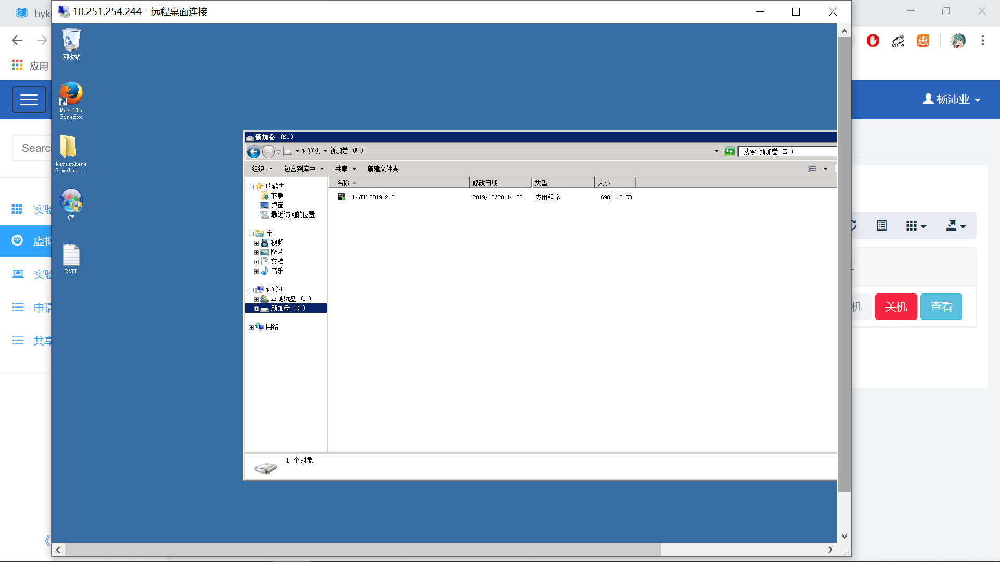 10.251.254.244 - 远程桌面连接
应用
杨沛业
回收站
Mozilla
Firefox
Navisphere
Simulat...
CW
RAID
Search
实验
申请
共享
新加卷 (E:)
计算机 新加卷 (E:)
搜索 新加卷 (E:)
组织 包含到库中 共享 新建文件夹
名称 修改日期 类型 大小
ideaIU-2019.2.3 2019/10/20 14:00 应用程序 690,118 KB
收藏夹
下载
桌面
最近访问的位置
库
视频
图片
文档
音乐
计算机
本地磁盘 (C:)
新加卷 (E:)
网络
1 个对象
英
en
惠
机 关机 查看